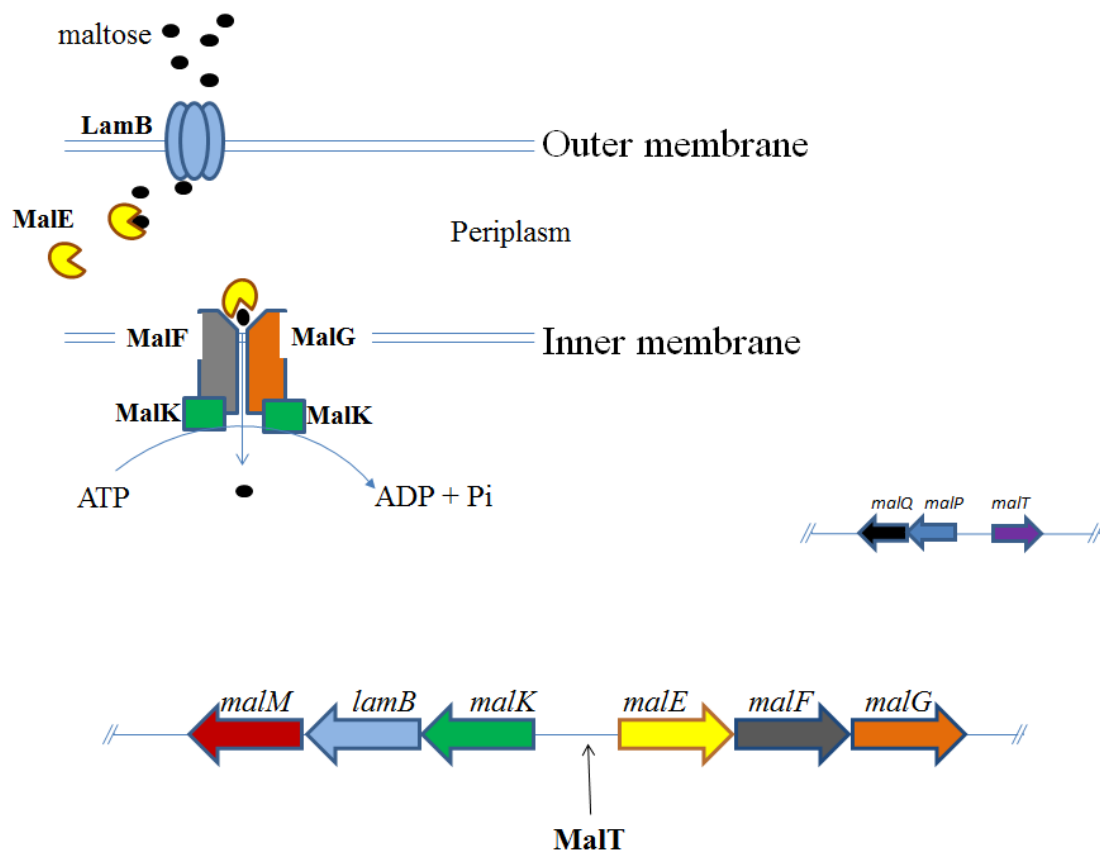 maltose
LamB
Outer membrane
MalE
Periplasm
MalF
MalG
Inner membrane
MalK
MalK
ATP
ADP + Pi
malQ malP malT
malM lamB malK malE malF malG
MalT